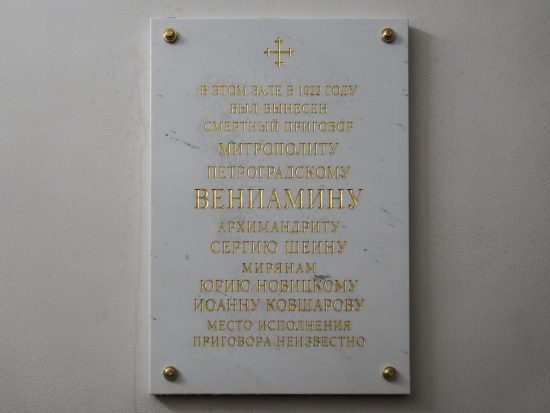 В ЭТОМ ЗАЛЕ В 1922 ГОДУ
БЫЛ ВЫНЕСЕН
СМЕРТНЫЙ ПРИГОВОР
МИТРОПОЛИТУ
ПЕТРОГРАДСКОМУ
ВЕНИАМИНУ
АРХИМАНДРИТУ
СЕРГИЮ ШЕИНУ
МИРЯНАМ
ЮРИЮ НОВИЦКОМУ
ИОАННУ КОВШАРОВУ
МЕСТО ИСПОЛНЕНИЯ
ПРИГОВОРА НЕИЗВЕСТНО